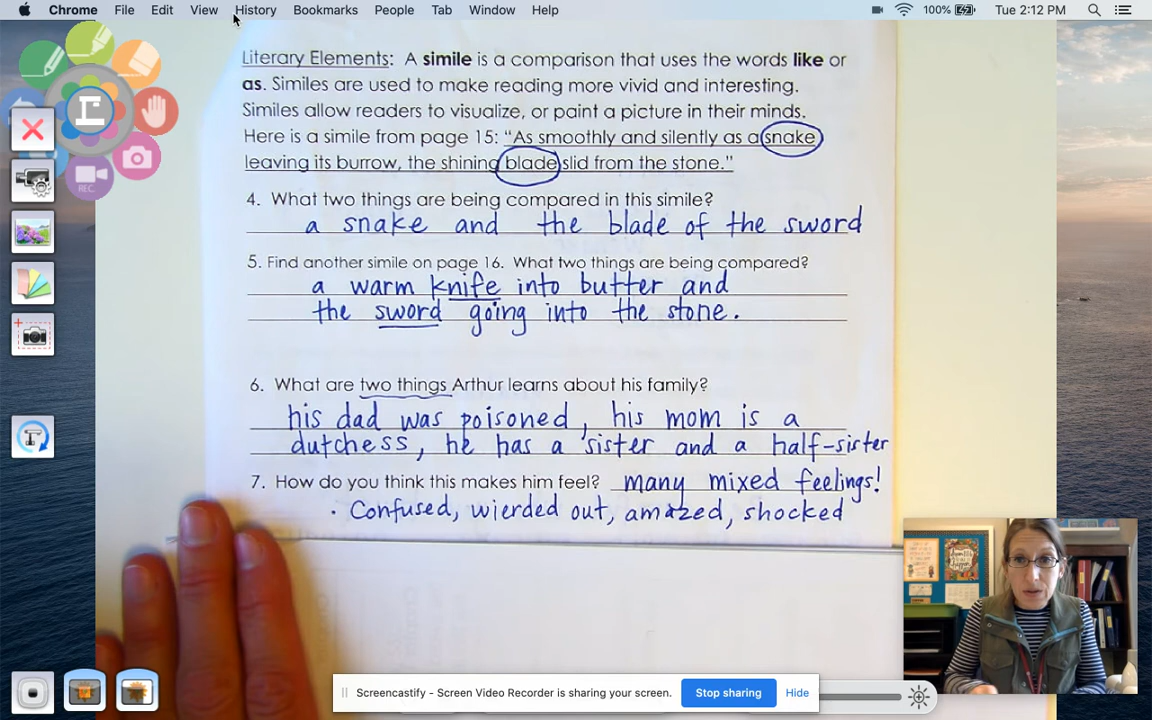 Chrome File Edit View History Bookmarks People Tab Window Help 100% Tue 2:12 PM
Literary Elements: A simile is a comparison that uses the words like or
as. Similes are used to make reading more vivid and interesting.
Similes allow readers to visualize, or paint a picture in their minds.
Here is a simile from page 15: "As smoothly and silently as a snake
leaving its burrow, the shining blade slid from the stone."
4. What two things are being compared in this simile?
a snake and the blade of the sword
5. Find another simile on page 16. What two things are being compared?
a warm knife into butter and
the sword going into the stone.
6. What are two things Arthur learns about his family?
his dad was poisoned, his mom is a
dutchess, he has a sister and a half-sister
7. How do you think this makes him feel? many mixed feelings!
· Confused, wierded out, amazed, shocked
REC
Screencastify - Screen Video Recorder is sharing your screen. Stop sharing Hide